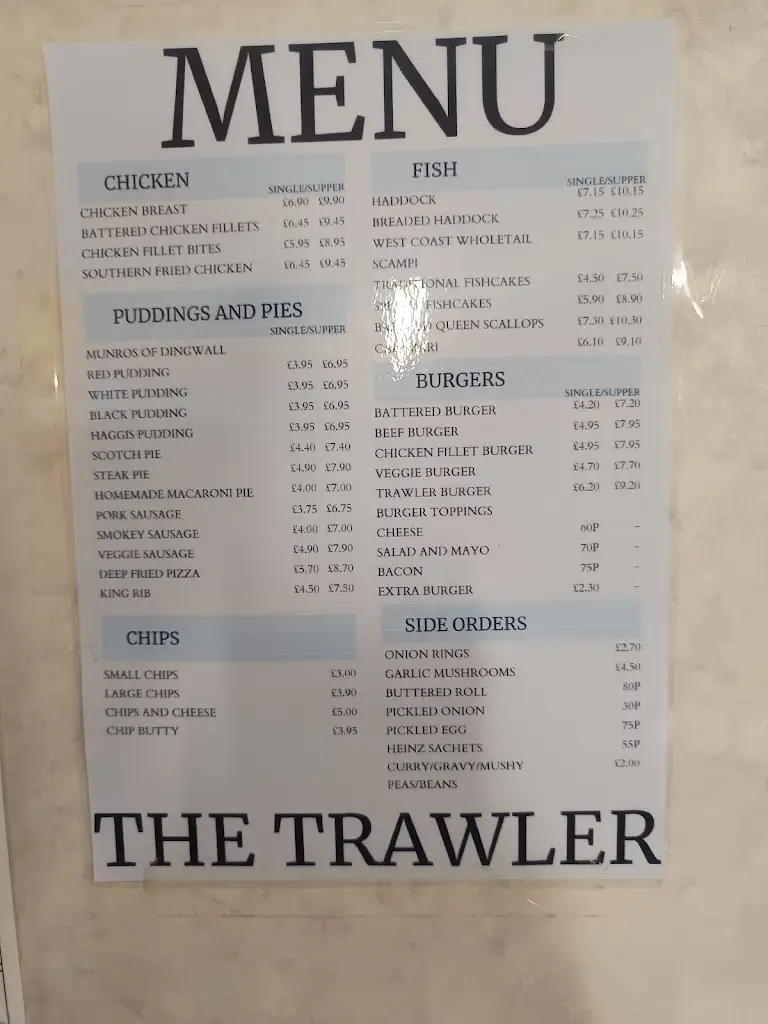 MENU
CHICKEN
SINGLE/SUPPER
CHICKEN BREAST £6.90 £9.90
BATTERED CHICKEN FILLETS £6.45 £9.45
CHICKEN FILLET BITES £5.95 £8.95
SOUTHERN FRIED CHICKEN £6.45 £9.45
PUDDINGS AND PIES
SINGLE/SUPPER
MUNROS OF DINGWALL
RED PUDDING £3.95 £6.95
WHITE PUDDING £3.95 £6.95
BLACK PUDDING £3.95 £6.95
HAGGIS PUDDING £3.95 £6.95
SCOTCH PIE £4.40 £7.40
STEAK PIE £4.90 £7.90
HOMEMADE MACARONI PIE £4.00 £7.00
PORK SAUSAGE £3.75 £6.75
SMOKEY SAUSAGE £4.00 £7.00
VEGGIE SAUSAGE £4.90 £7.90
DEEP FRIED PIZZA £5.70 £8.70
KING RIB £4.50 £7.50
CHIPS
SMALL CHIPS £3.00
LARGE CHIPS £3.90
CHIPS AND CHEESE £5.00
CHIP BUTTY £3.95
FISH
SINGLE/SUPPER
HADDOCK £7.15 £10.15
BREADED HADDOCK £7.25 £10.25
WEST COAST WHOLETAIL £7.15 £10.15
SCAMPI
TRADITIONAL FISHCAKES £4.50 £7.50
FISHCAKES £5.90 £8.90
QUEEN SCALLOPS £7.30 £10.30
£6.10 £9.10
BURGERS
SINGLE/SUPPER
BATTERED BURGER £4.20 £7.20
BEEF BURGER £4.95 £7.95
CHICKEN FILLET BURGER £4.95 £7.95
VEGGIE BURGER £4.70 £7.70
TRAWLER BURGER £6.20 £9.20
BURGER TOPPINGS
CHEESE 60P -
SALAD AND MAYO 70P -
BACON 75P -
EXTRA BURGER £2.30 -
SIDE ORDERS
ONION RINGS £2.70
GARLIC MUSHROOMS £4.50
BUTTERED ROLL 80P
PICKLED ONION 30P
PICKLED EGG 75P
HEINZ SACHETS 55P
CURRY/GRAVY/MUSHY £2.00
PEAS/BEANS
THE TRAWLER